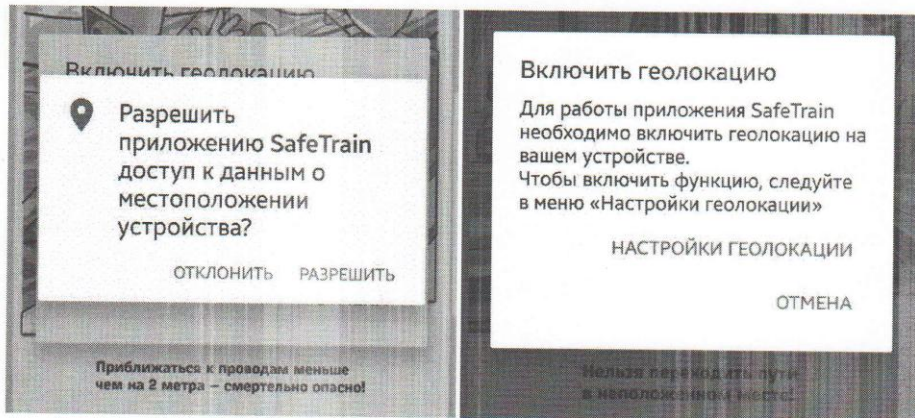 Включить геолокацию
Разрешить
приложению SafeTrain
доступ к данным о
местоположении
устройства?
ОТКЛОНИТЬ РАЗРЕШИТЬ
Приближаться к проводам меньше
чем на 2 метра – смертельно опасно!
Включить геолокацию
Для работы приложения SafeTrain
необходимо включить геолокацию на
вашем устройстве.
Чтобы включить функцию, следуйте
в меню «Настройки геолокации»
НАСТРОЙКИ ГЕОЛОКАЦИИ
ОТМЕНА
Нельзя переходить пути
в неположенном месте!